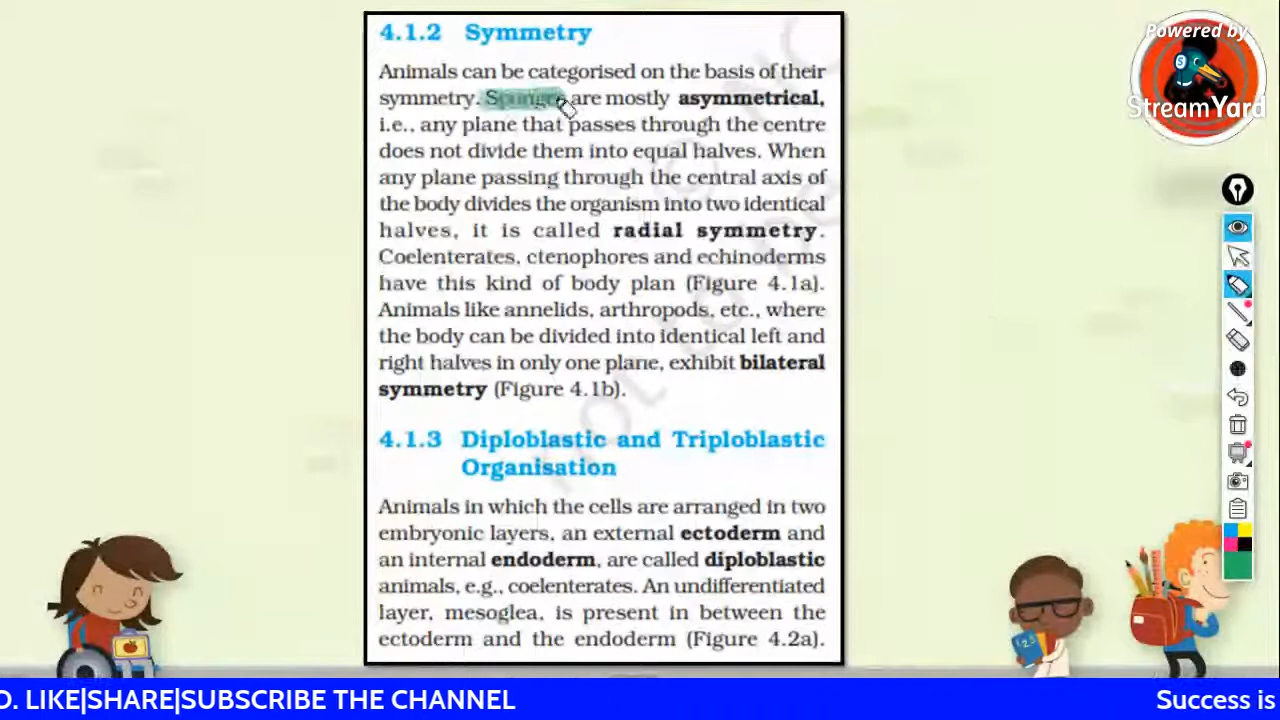 Powered by
StreamYard
4.1.2 Symmetry
Animals can be categorised on the basis of their
symmetry. Sponges are mostly asymmetrical,
i.e., any plane that passes through the centre
does not divide them into equal halves. When
any plane passing through the central axis of
the body divides the organism into two identical
halves, it is called radial symmetry.
Coelenterates, ctenophores and echinoderms
have this kind of body plan (Figure 4.1a).
Animals like annelids, arthropods, etc., where
the body can be divided into identical left and
right halves in only one plane, exhibit bilateral
symmetry (Figure 4.1b).
4.1.3 Diploblastic and Triploblastic
Organisation
Animals in which the cells are arranged in two
embryonic layers, an external ectoderm and
an internal endoderm, are called diploblastic
animals, e.g., coelenterates. An undifferentiated
layer, mesoglea, is present in between the
ectoderm and the endoderm (Figure 4.2a).
O. LIKE|SHARE|SUBSCRIBE THE CHANNEL
Success is